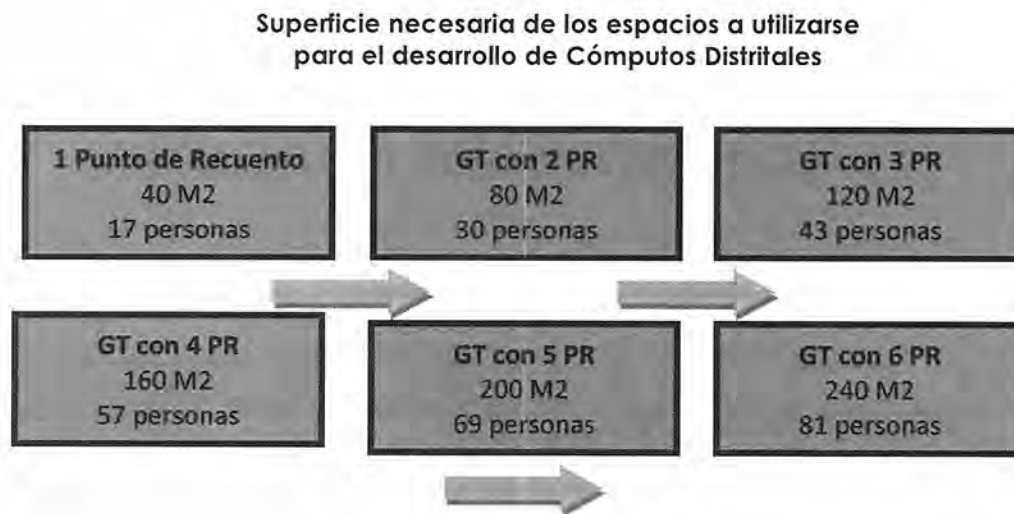 Superficie necesaria de los espacios a utilizarse
para el desarrollo de Cómputos Distritales
1 Punto de Recuento
40 M2
17 personas
GT con 2 PR
80 M2
30 personas
GT con 3 PR
120 M2
43 personas
GT con 4 PR
160 M2
57 personas
GT con 5 PR
200 M2
69 personas
GT con 6 PR
240 M2
81 personas